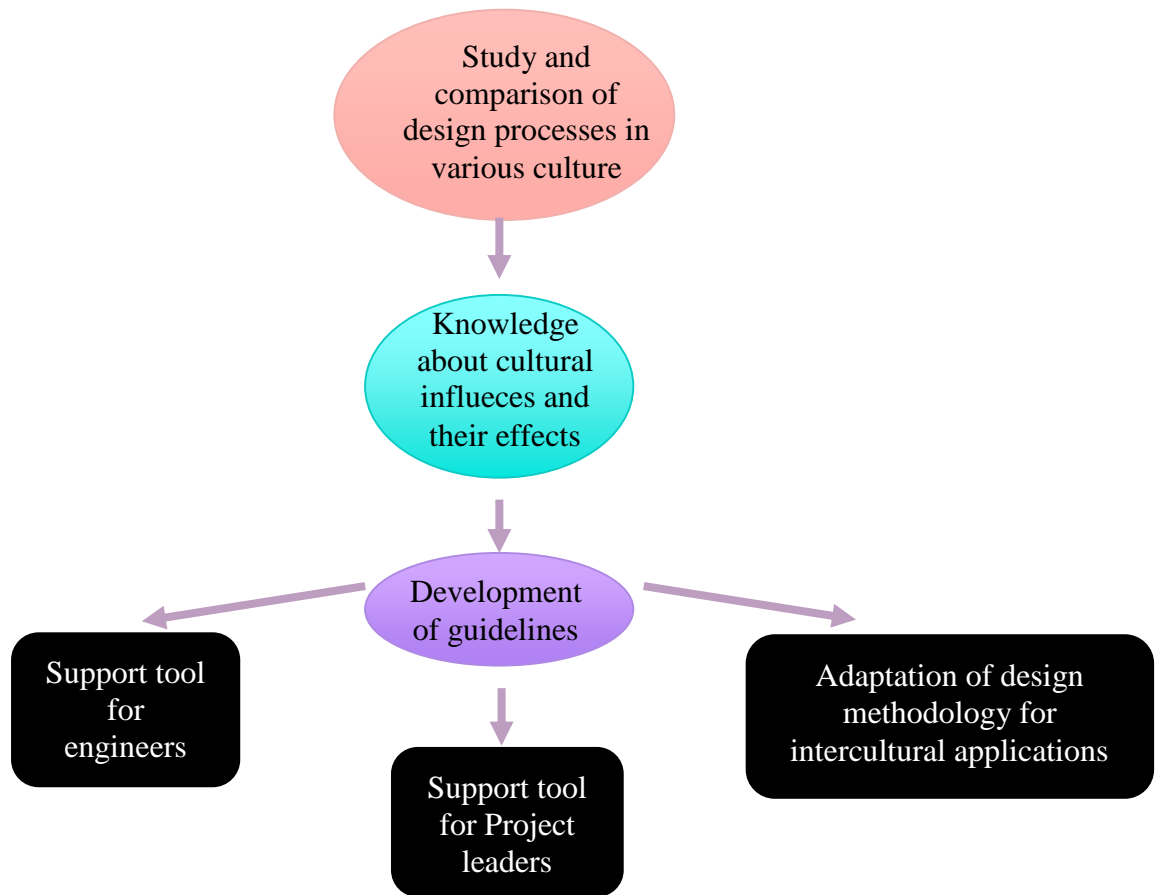 Study and
comparison of
design processes in
various culture
Knowledge
about cultural
influeces and
their effects
Development
of guidelines
Support tool
for
engineers
Support tool
for Project
leaders
Adaptation of design
methodology for
intercultural applications